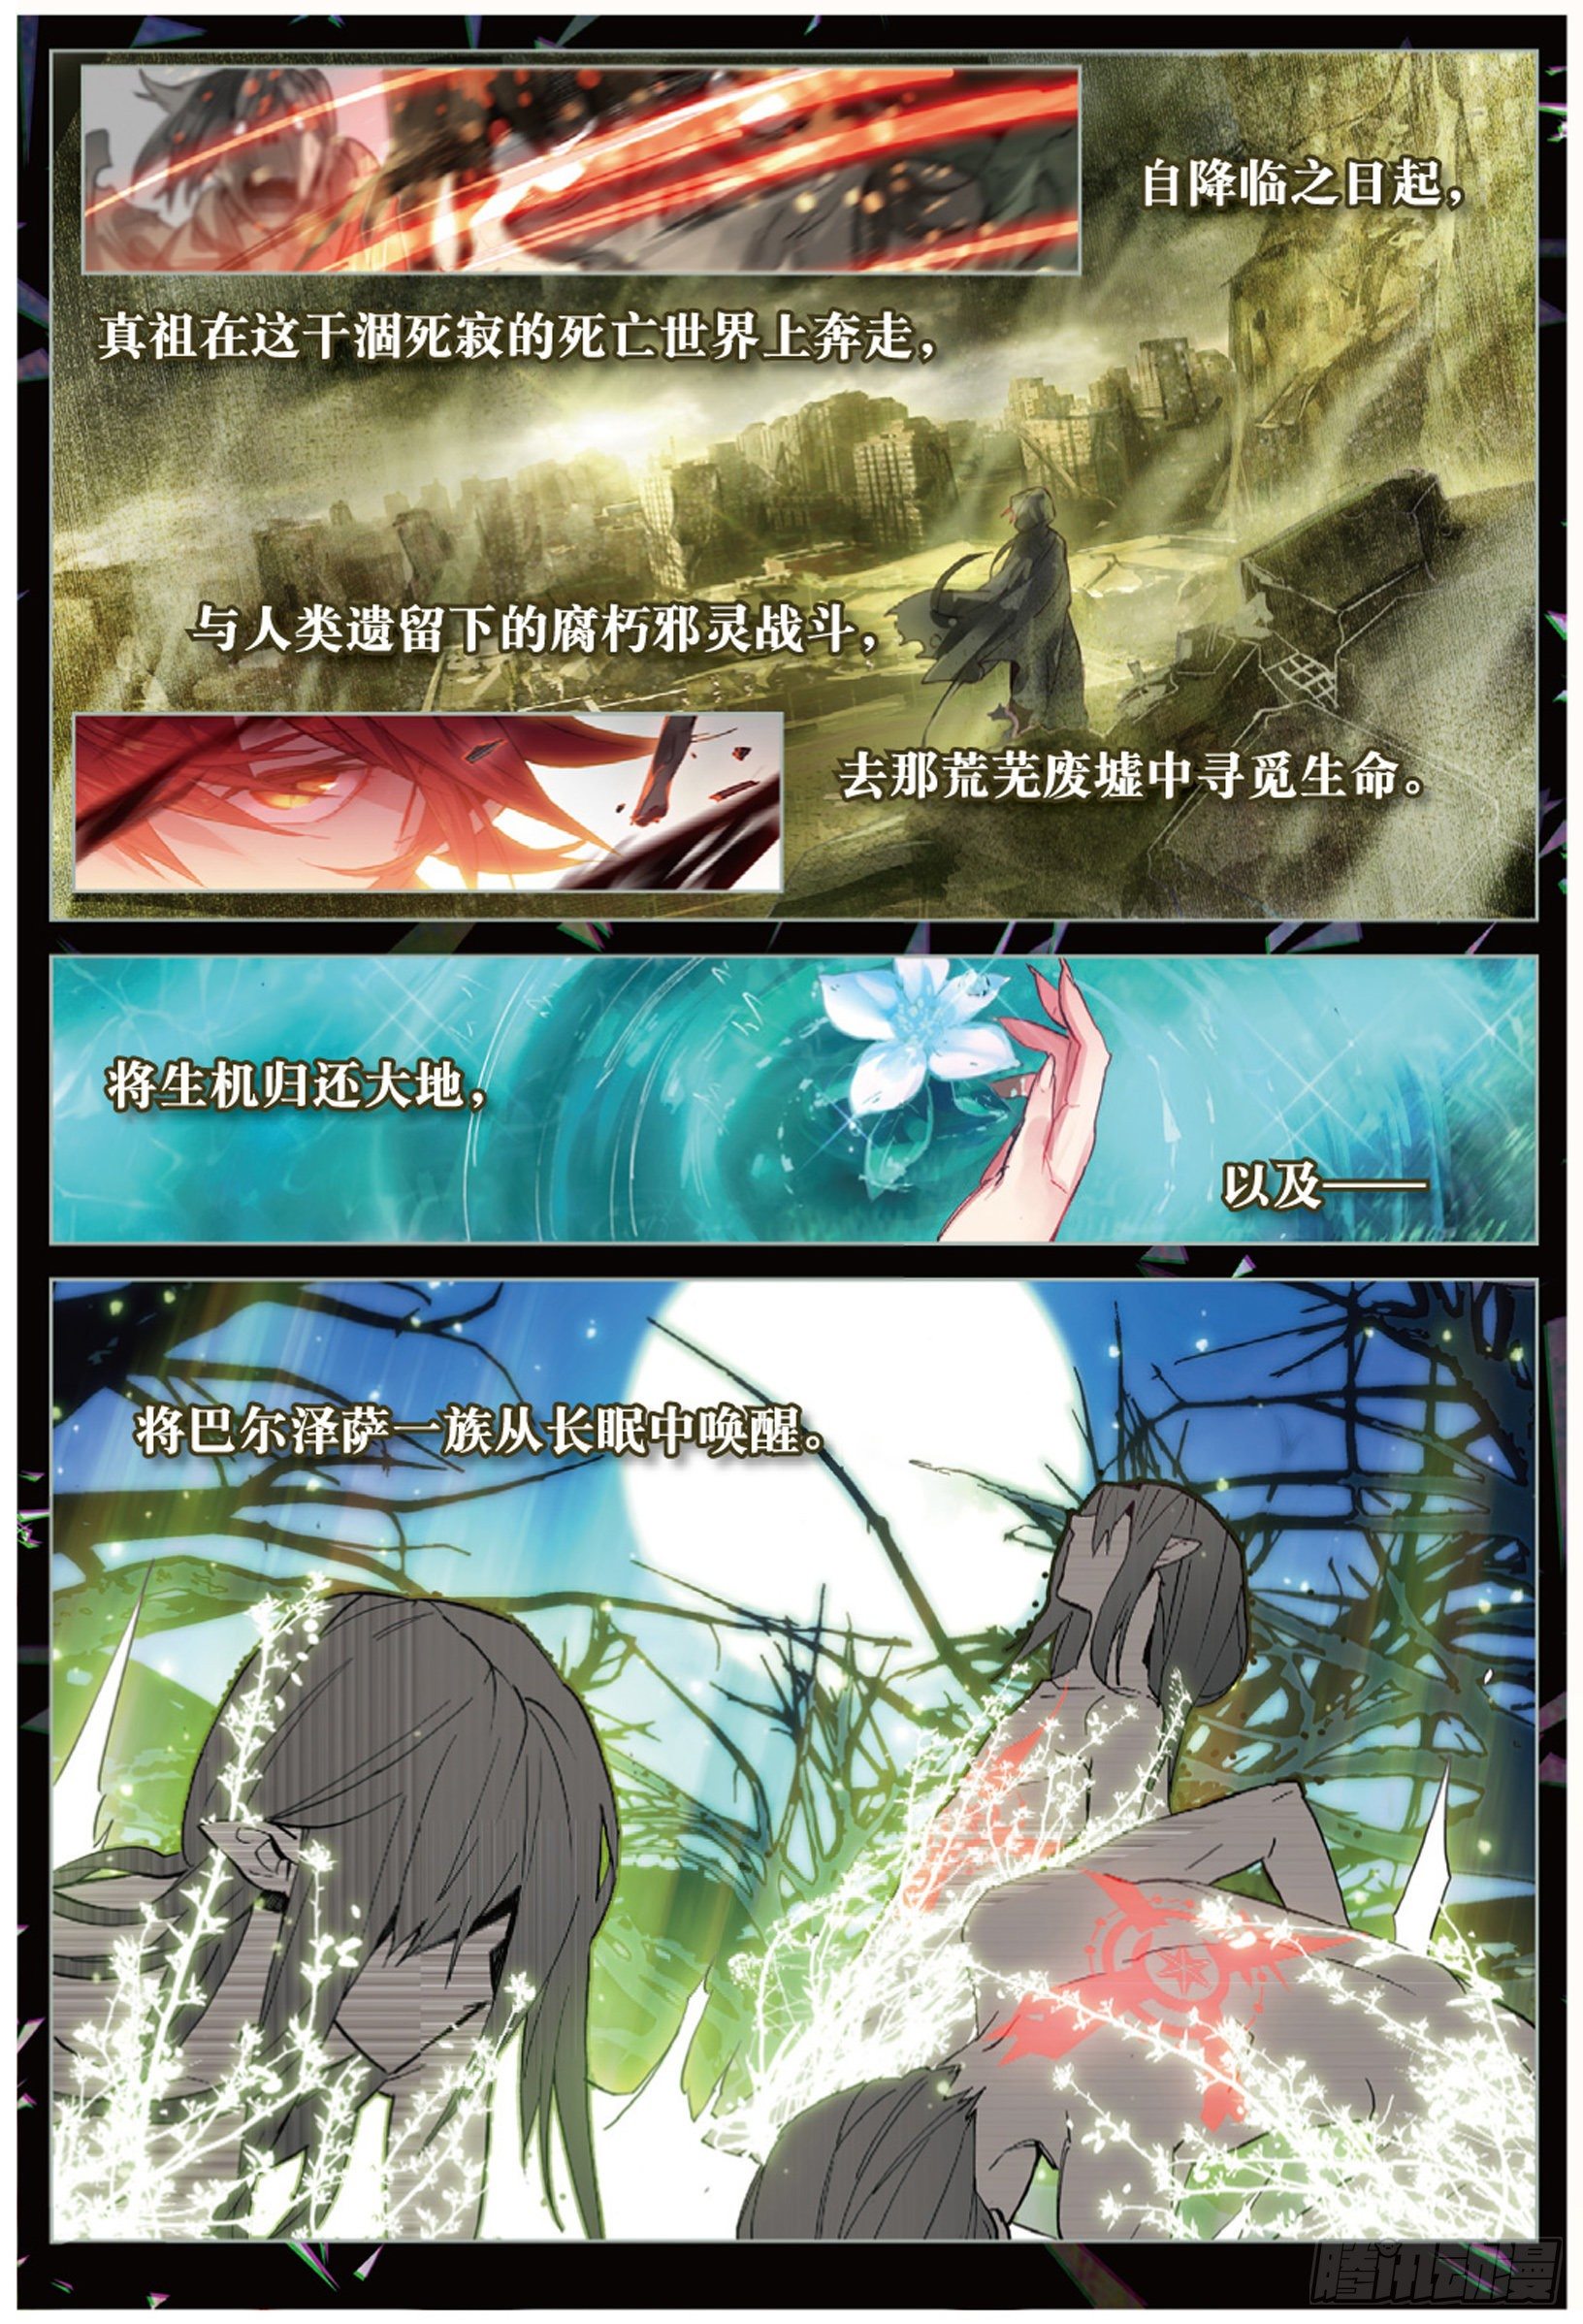 自降临之日起，
真祖在这干涸死寂的死亡世界上奔走，
与人类遗留下的腐朽邪灵战斗，
去那荒芜废墟中寻觅生命。
将生机归还大地，
以及——
将巴尔泽萨一族从长眠中唤醒。
腾讯动漫